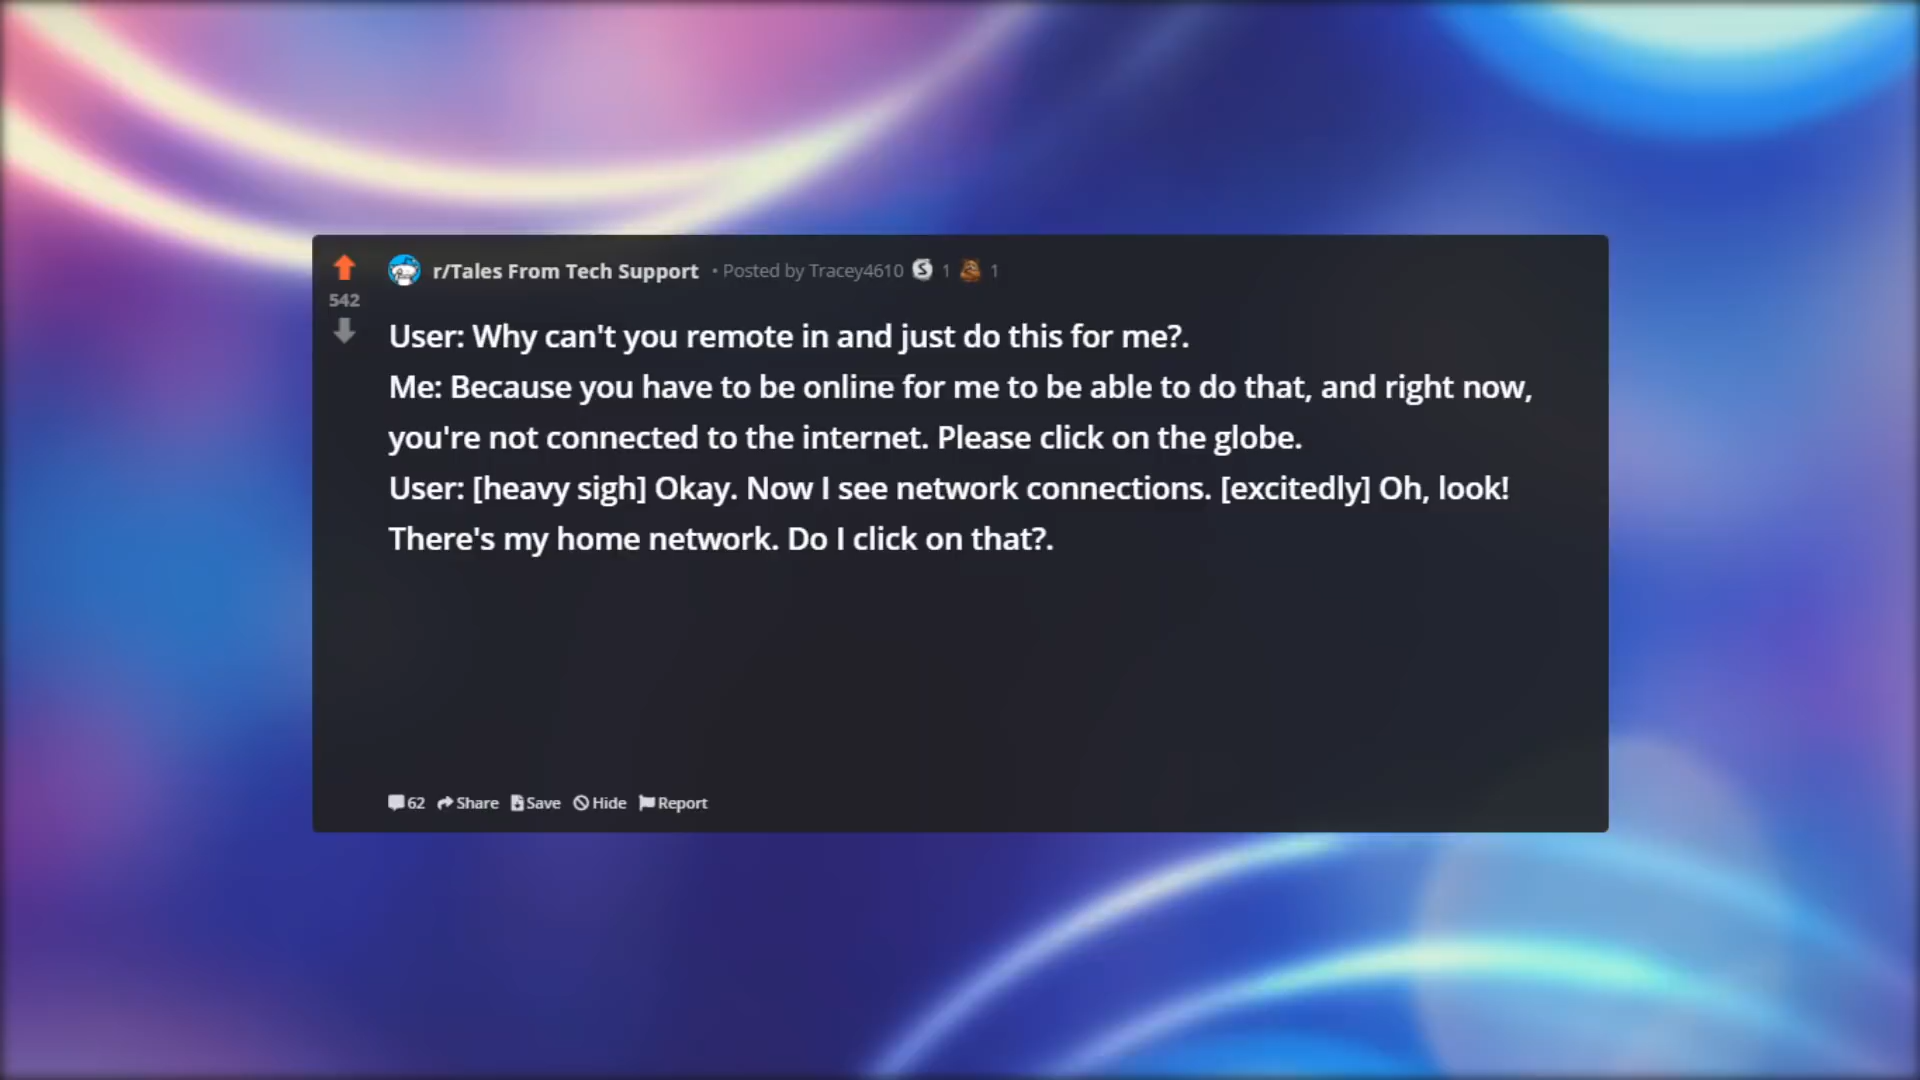 r/Tales From Tech Support • Posted by Tracey4610 S 1 1
542
User: Why can't you remote in and just do this for me?.
Me: Because you have to be online for me to be able to do that, and right now,
you're not connected to the internet. Please click on the globe.
User: [heavy sigh] Okay. Now I see network connections. [excitedly] Oh, look!
There's my home network. Do I click on that?.
62 Share Save Hide Report